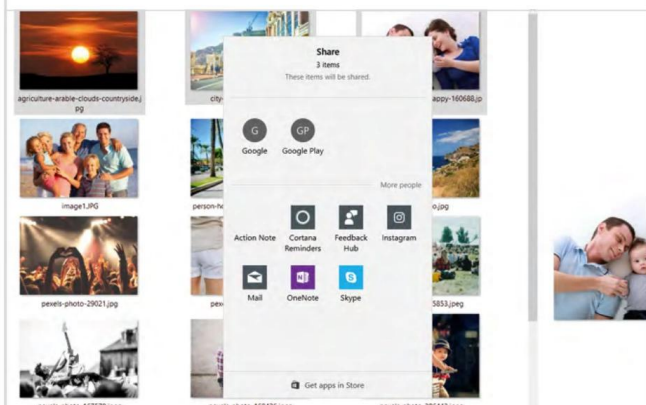 Share
3 items
These items will be shared.
agriculture-arable-clouds-countryside.j
pg
city-
appy-160688.jp
G
GP
Google
Google Play
image1.JPG
person-ho
o.jpg
More people
Action Note
Cortana
Reminders
Feedback
Hub
Instagram
pexels-photo-29021.jpg
pexe
5853.jpeg
Mail
OneNote
Skype
Get apps in Store